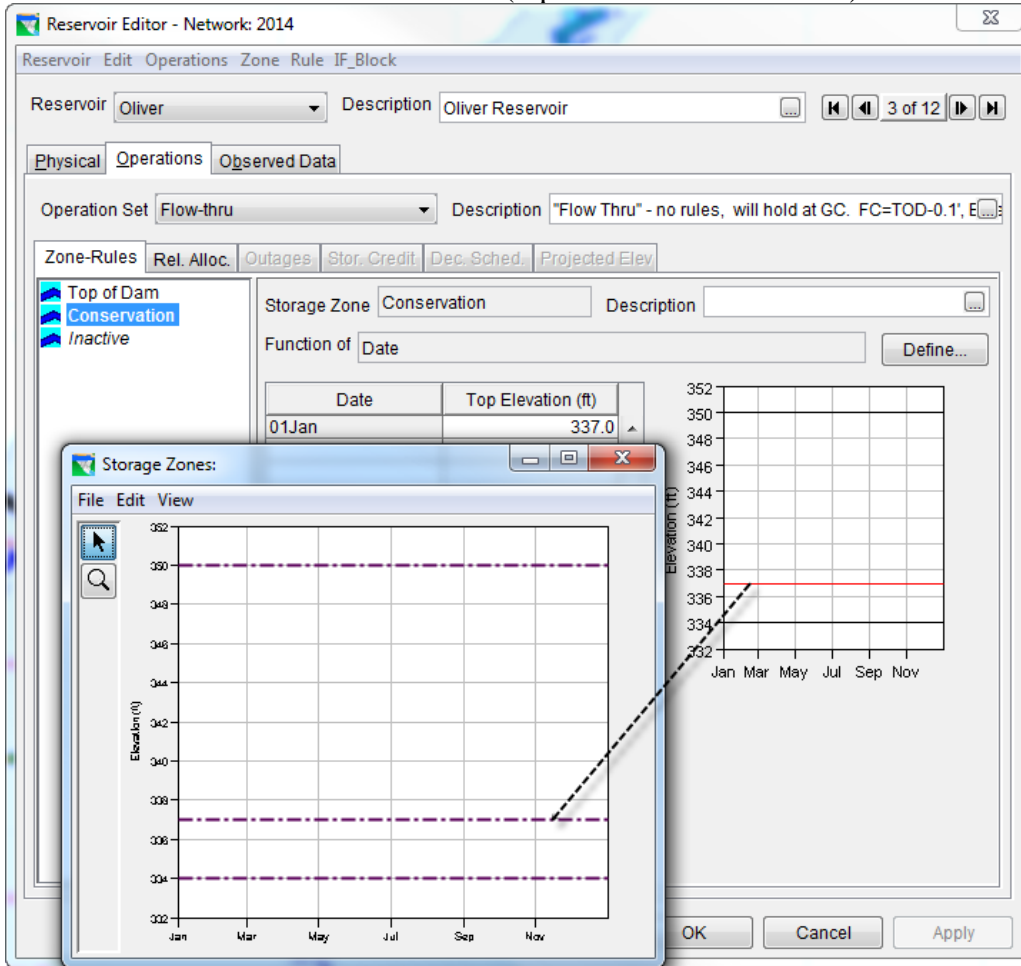 Reservoir Editor - Network: 2014
Reservoir Edit Operations Zone Rule IF_Block
Reservoir Oliver Description Oliver Reservoir ... 3 of 12
Physical Operations Observed Data
Operation Set Flow-thru Description "Flow Thru" - no rules, will hold at GC. FC=TOD-0.1', ...
Zone-Rules Rel. Alloc. Outages Stor. Credit Dec. Sched. Projected Elev
Top of Dam
Conservation
Inactive
Storage Zone Conservation Description ...
Function of Date Define...
Date Top Elevation (ft)
01Jan 337.0
352
350
348
346
344
342
340
338
336
334
332
Elevation (ft)
Jan Mar May Jul Sep Nov
Storage Zones:
File Edit View
352
350
348
346
344
342
340
338
336
334
332
Elevation (ft)
Jan Mar May Jul Sep Nov
OK Cancel Apply